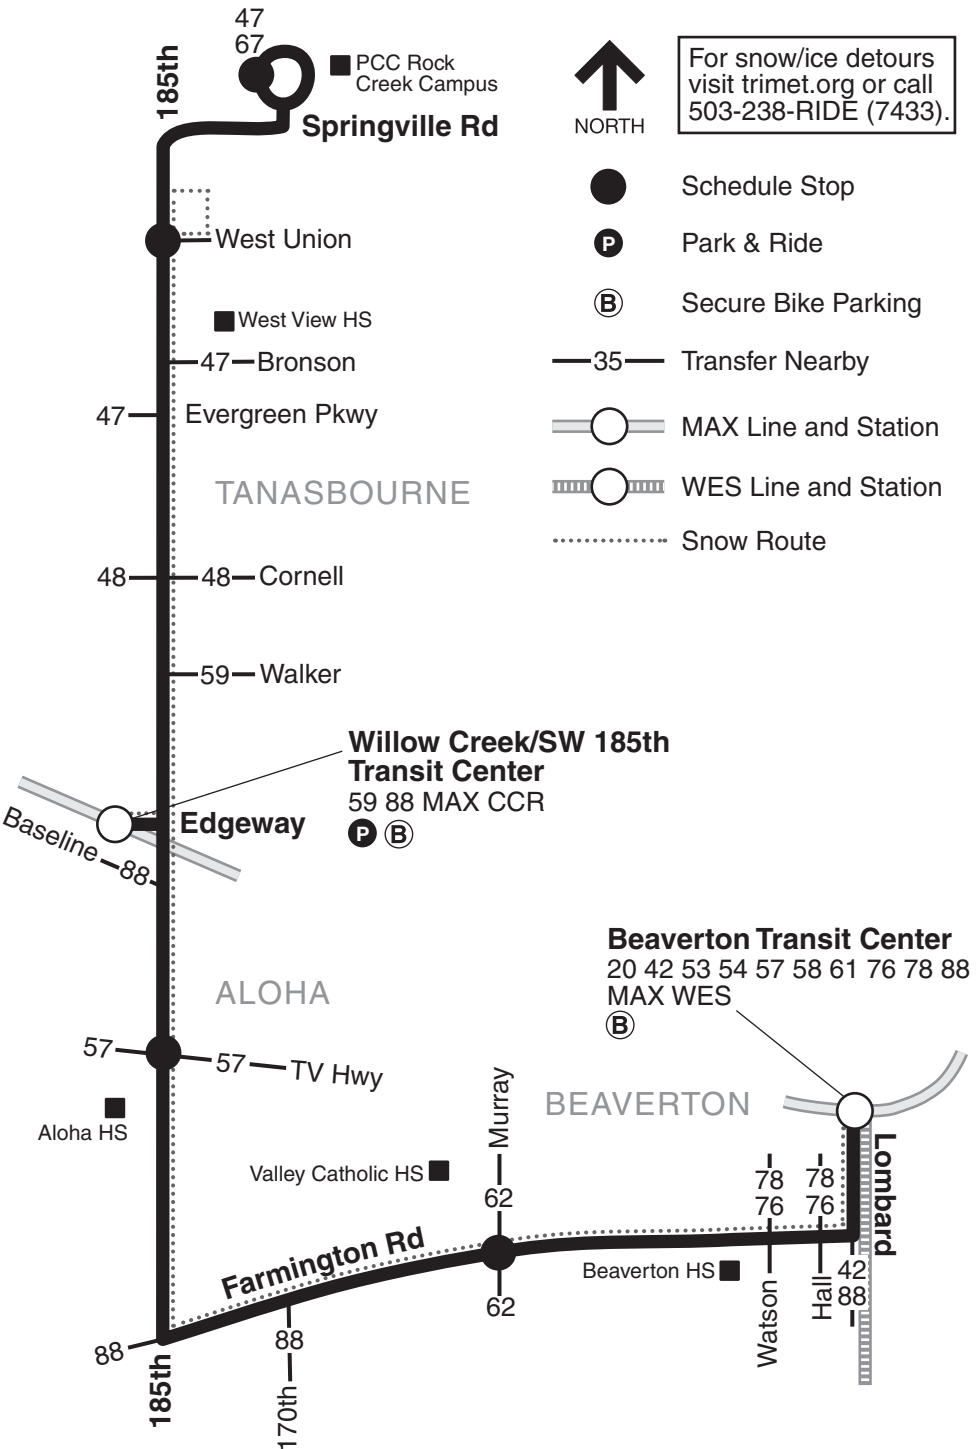 47
67
185th
PCC Rock
Creek Campus
Springville Rd
NORTH
For snow/ice detours
visit trimet.org or call
503-238-RIDE (7433).
Schedule Stop
P
Park & Ride
B
Secure Bike Parking
35
Transfer Nearby
MAX Line and Station
WES Line and Station
Snow Route
West Union
West View HS
47 Bronson
47
Evergreen Pkwy
TANASBOURNE
48
48 Cornell
59 Walker
Willow Creek/SW 185th
Transit Center
59 88 MAX CCR
P B
Edgeway
Baseline
88
Beaverton Transit Center
20 42 53 54 57 58 61 76 78 88
MAX WES
B
ALOHA
57
57 TV Hwy
Aloha HS
BEAVERTON
Murray
62
Valley Catholic HS
78
76
78
76
Lombard
Farmington Rd
Beaverton HS
62
Watson
Hall
42
88
88
88
185th
170th